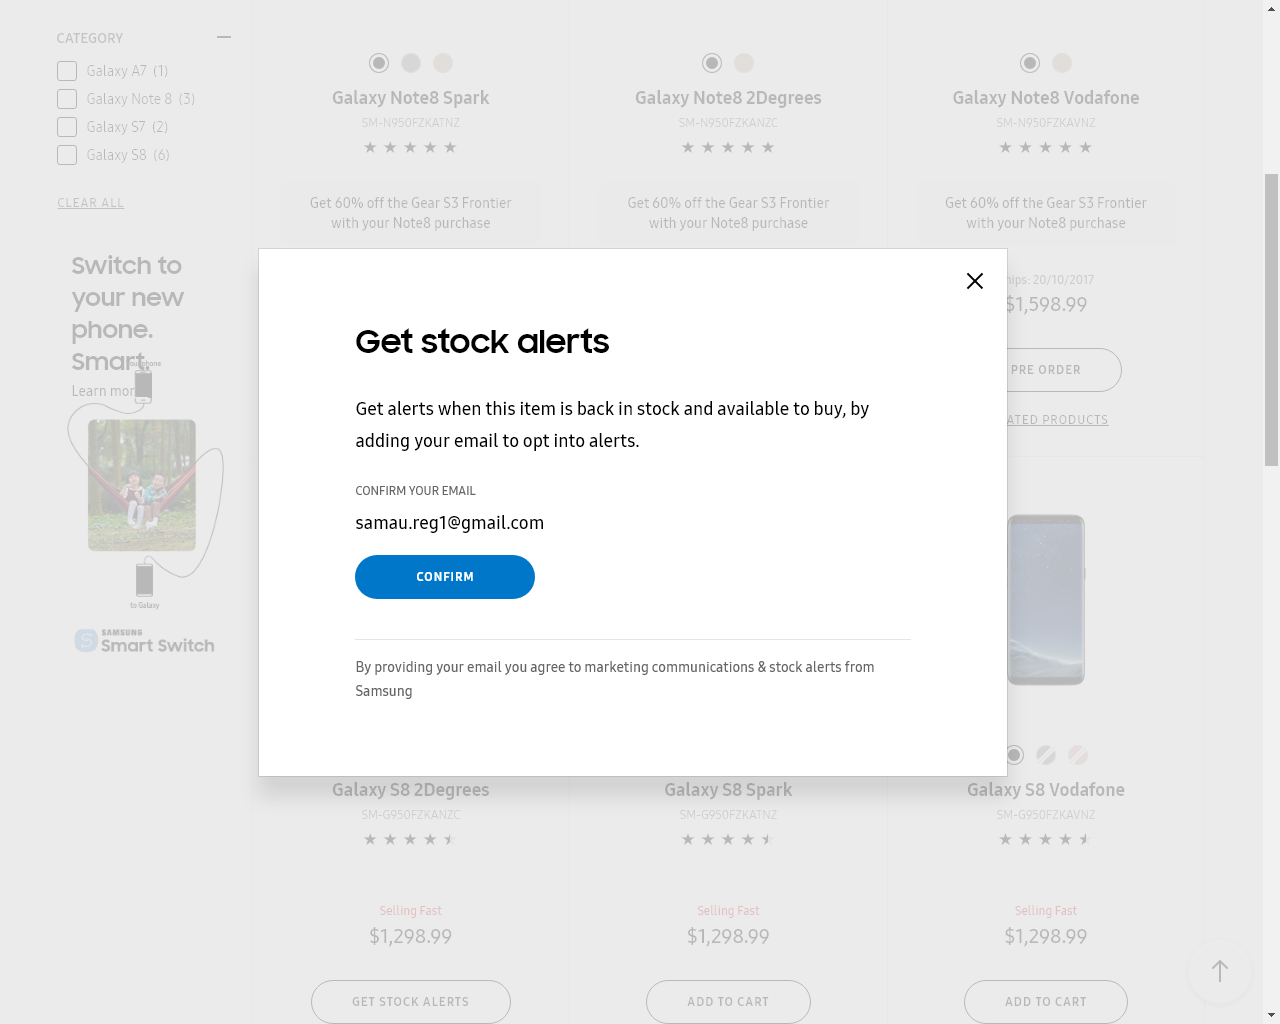 CATEGORY
Galaxy A7 (1)
Galaxy Note 8 (3)
Galaxy S7 (2)
Galaxy S8 (6)
CLEAR ALL
Switch to
your new
phone.
Smart.
Your phone
Learn mor
to Galaxy
SAMSUNG
Smart Switch
Galaxy Note8 Spark
SM-N950FZKATNZ
Get 60% off the Gear S3 Frontier
with your Note8 purchase
Galaxy Note8 2Degrees
SM-N950FZKANZC
Get 60% off the Gear S3 Frontier
with your Note8 purchase
Galaxy Note8 Vodafone
SM-N950FZKAVNZ
Get 60% off the Gear S3 Frontier
with your Note8 purchase
hips: 20/10/2017
$1,598.99
PRE ORDER
ATED PRODUCTS
Get stock alerts
Get alerts when this item is back in stock and available to buy, by
adding your email to opt into alerts.
CONFIRM YOUR EMAIL
samau.reg1@gmail.com
CONFIRM
By providing your email you agree to marketing communications & stock alerts from
Samsung
Galaxy S8 2Degrees
SM-G950FZKANZC
Selling Fast
$1,298.99
GET STOCK ALERTS
Galaxy S8 Spark
SM-G950FZKATNZ
Selling Fast
$1,298.99
ADD TO CART
Galaxy S8 Vodafone
SM-G950FZKAVNZ
Selling Fast
$1,298.99
ADD TO CART